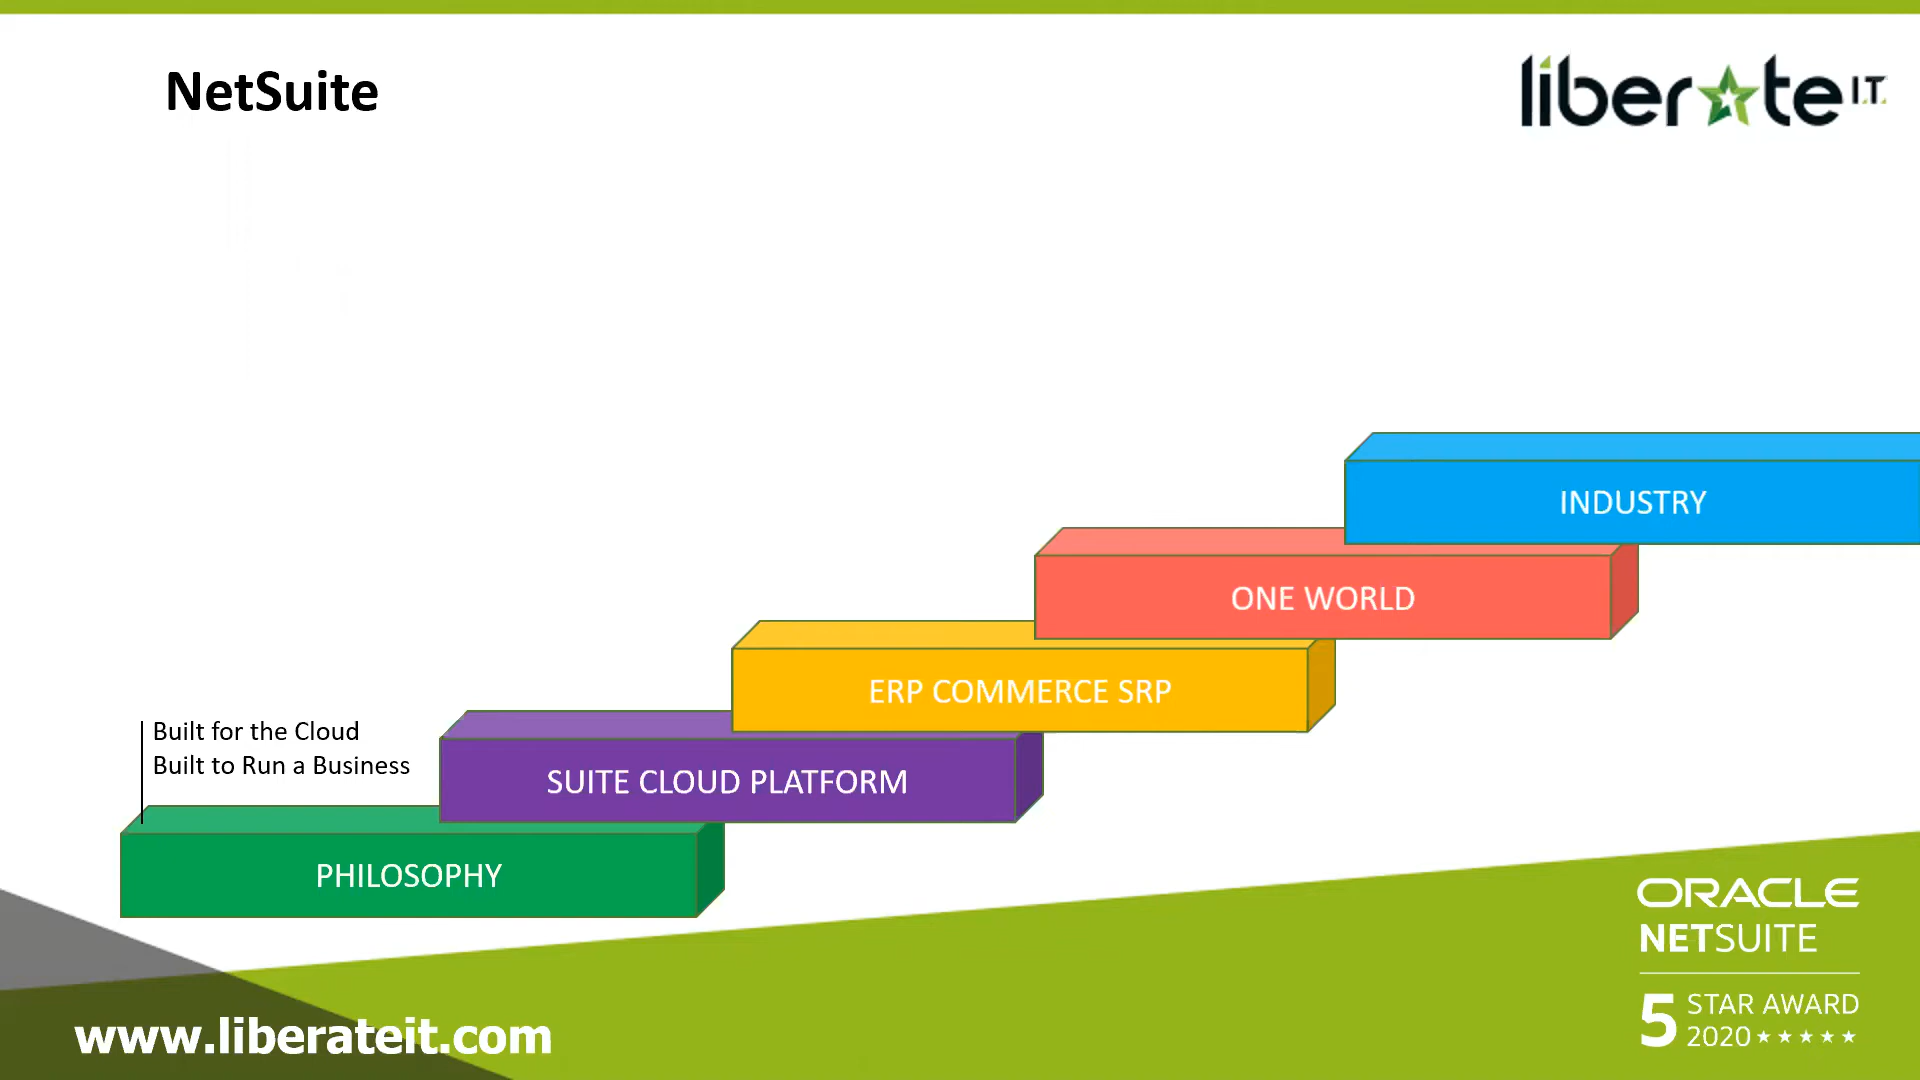 NetSuite
liberate I.T.
INDUSTRY
ONE WORLD
ERP COMMERCE SRP
Built for the Cloud
Built to Run a Business
SUITE CLOUD PLATFORM
PHILOSOPHY
ORACLE
NETSUITE
5 STAR AWARD
2020
www.liberateit.com